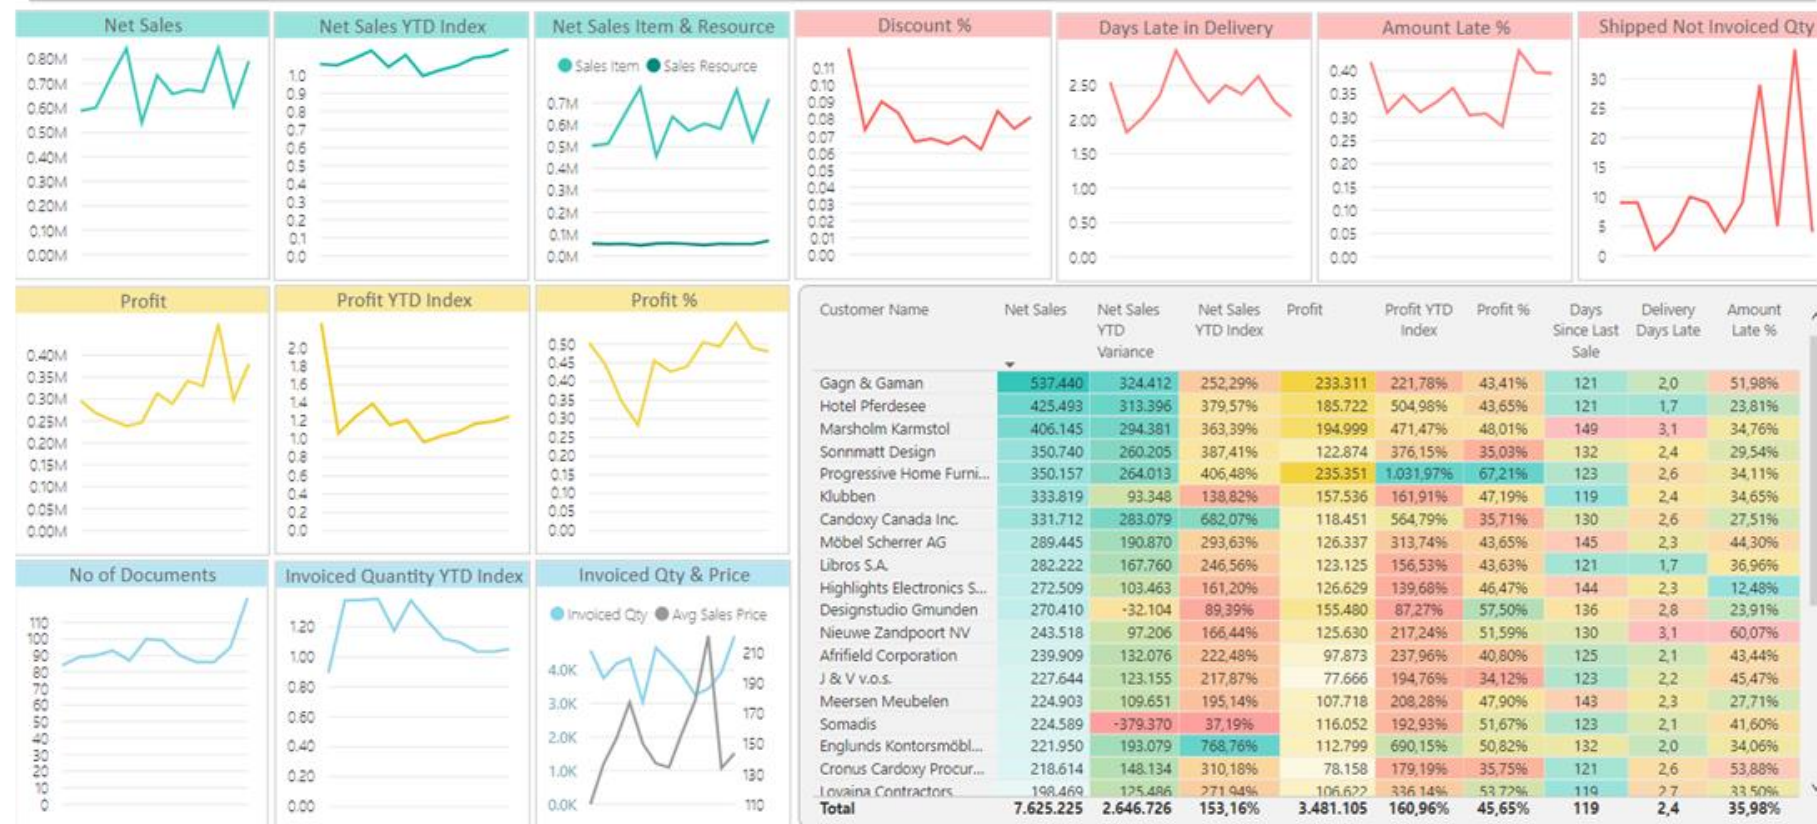 Net Sales
0.80M
0.70M
0.60M
0.50M
0.40M
0.30M
0.20M
0.10M
0.00M
Net Sales YTD Index
1.0
0.9
0.8
0.7
0.6
0.5
0.4
0.3
0.2
0.1
0.0
Net Sales Item & Resource
Sales Item Sales Resource
0.7M
0.6M
0.5M
0.4M
0.3M
0.2M
0.1M
0.0M
Discount %
0.11
0.10
0.09
0.08
0.07
0.06
0.05
0.04
0.03
0.02
0.01
0.00
Days Late in Delivery
2.50
2.00
1.50
1.00
0.50
0.00
Amount Late %
0.40
0.35
0.30
0.25
0.20
0.15
0.10
0.05
0.00
Shipped Not Invoiced Qty
30
25
20
15
10
5
0
Profit
0.40M
0.35M
0.30M
0.25M
0.20M
0.15M
0.10M
0.05M
0.00M
Profit YTD Index
2.0
1.8
1.6
1.4
1.2
1.0
0.8
0.6
0.4
0.2
0.0
Profit %
0.50
0.45
0.40
0.35
0.30
0.25
0.20
0.15
0.10
0.05
0.00
No of Documents
110
100
90
80
70
60
50
40
30
20
10
0
Invoiced Quantity YTD Index
1.20
1.00
0.80
0.60
0.40
0.20
0.00
Invoiced Qty & Price
Invoiced Qty Avg Sales Price
4.0K
3.0K
2.0K
1.0K
0.0K
210
190
170
150
130
110
Customer Name Net Sales Net Sales Net Sales Profit Profit YTD Profit % Days Delivery Amount
YTD YTD Index Index Since Last Days Late Late %
Variance Sale
Gagn & Gaman 537.440 324.412 252,29% 233.311 221,78% 43,41% 121 2,0 51,98%
Hotel Pferdesee 425.493 313.396 379,57% 185.722 504,98% 43,65% 121 1,7 23,81%
Marsholm Karmstol 406.145 294.381 363,39% 194.999 471,47% 48,01% 149 3,1 34,76%
Sonnmatt Design 350.740 260.205 387,41% 122.874 376,15% 35,03% 132 2,4 29,54%
Progressive Home Furni... 350.157 264.013 406,48% 235.351 1.031,97% 67,21% 123 2,6 34,11%
Klubben 333.819 93.348 138,82% 157.536 161,91% 47,19% 119 2,4 34,65%
Candoxy Canada Inc. 331.712 283.079 682,07% 118.451 564,79% 35,71% 130 2,6 27,51%
Möbel Scherrer AG 289.445 190.870 293,63% 126.337 313,74% 43,65% 145 2,3 44,30%
Libros S.A. 282.222 167.760 246,56% 123.125 156,53% 43,63% 121 1,7 36,96%
Highlights Electronics S... 272.509 103.463 161,20% 126.629 139,68% 46,47% 144 2,3 12,48%
Designstudio Gmunden 270.410 -32.104 89,39% 155.480 87,27% 57,50% 136 2,8 23,91%
Nieuwe Zandpoort NV 243.518 97.206 166,44% 125.630 217,24% 51,59% 130 3,1 60,07%
Afrifield Corporation 239.909 132.076 222,48% 97.873 237,96% 40,80% 125 2,1 43,44%
J & V v.o.s. 227.644 123.155 217,87% 77.666 194,76% 34,12% 123 2,2 45,47%
Meersen Meubelen 224.903 109.651 195,14% 107.718 208,28% 47,90% 143 2,3 27,71%
Somadis 224.589 -379.370 37,19% 116.052 192,93% 51,67% 123 2,1 41,60%
Englunds Kontorsmöbl... 221.950 193.079 768,76% 112.799 690,15% 50,82% 132 2,0 34,06%
Cronus Cardoxy Procur... 218.614 148.134 310,18% 78.158 179,19% 35,75% 121 2,6 53,88%
Lovaina Contractors 198.469 125.486 271,94% 106.622 336,14% 53,72% 119 2,7 33,50%
Total 7.625.225 2.646.726 153,16% 3.481.105 160,96% 45,65% 119 2,4 35,98%